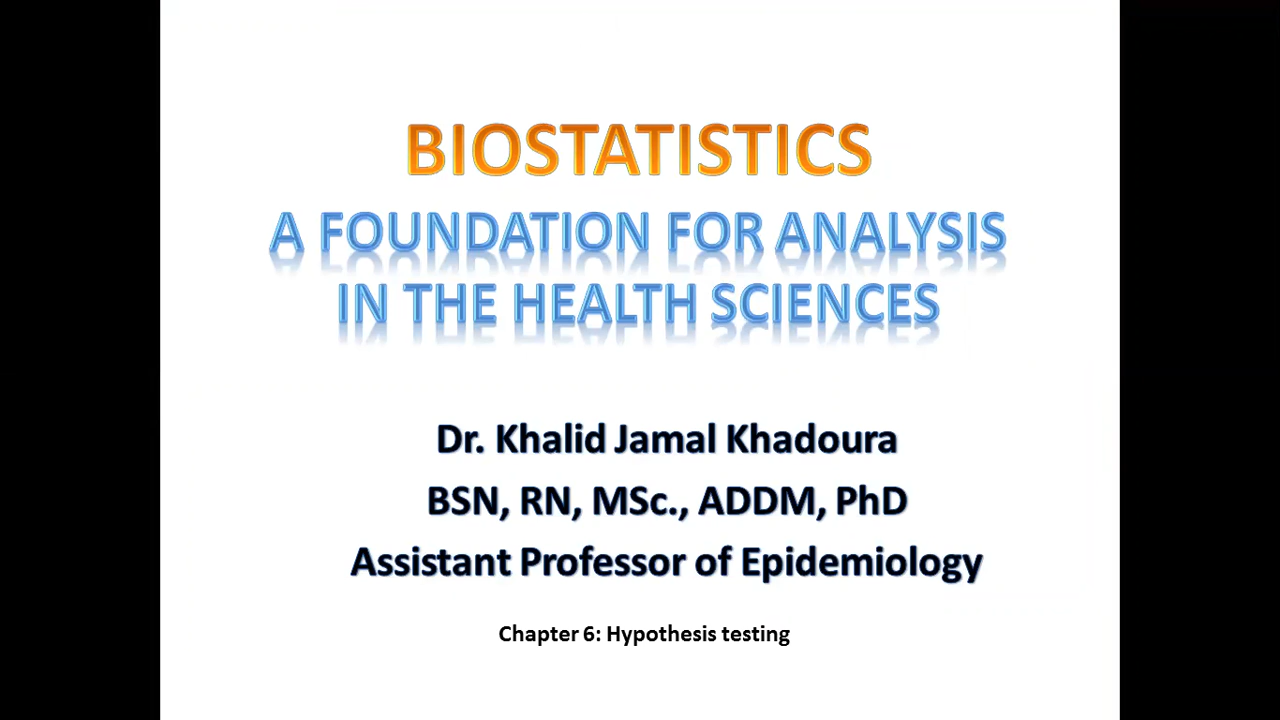 BIOSTATISTICS
A FOUNDATION FOR ANALYSIS
IN THE HEALTH SCIENCES
Dr. Khalid Jamal Khadoura
BSN, RN, MSc., ADDM, PhD
Assistant Professor of Epidemiology
Chapter 6: Hypothesis testing